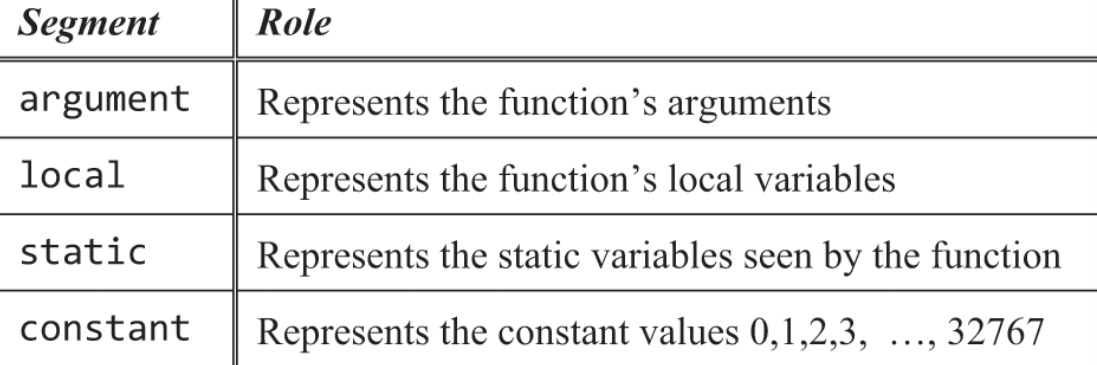 Segment Role
argument Represents the function’s arguments
local Represents the function’s local variables
static Represents the static variables seen by the function
constant Represents the constant values 0,1,2,3, …, 32767